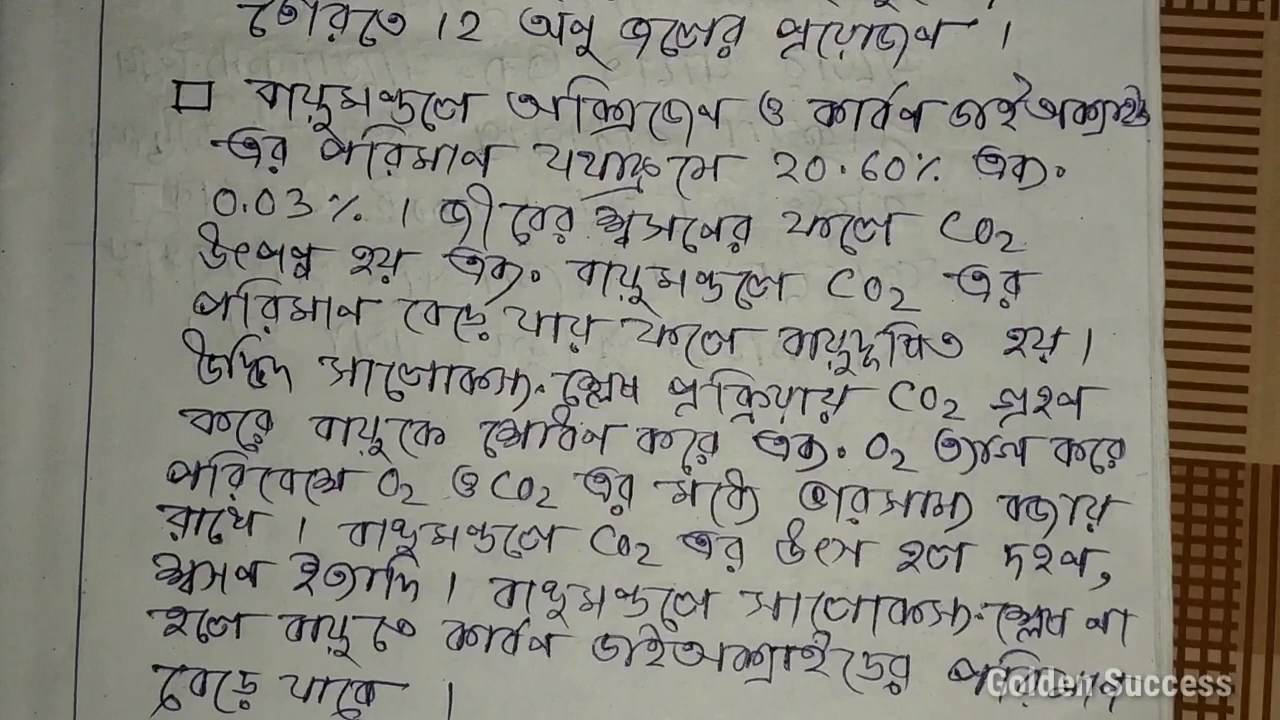 তৈরিতে 12 অনু জলের প্রয়োজন ।
□ বায়ুমণ্ডলে অক্সিজেন ও কার্বন ডাইঅক্সাইড
এর পরিমান যথাক্রমে 20.60% এবং
0.03% । জীবের শ্বসনের ফলে CO2
উৎপন্ন হয় এবং বায়ুমণ্ডলে CO2 এর
পরিমান বেড়ে যায় ফলে বায়ুদূষিত হয় ।
উদ্ভিদ সালোকসংশ্লেষ প্রক্রিয়ায় CO2 গ্রহণ
করে বায়ুকে শোধন করে এবং O2 ত্যাগ করে
পরিবেশে O2 ও CO2 এর মধ্যে ভারসাম্য বজায়
রাখে । বায়ুমণ্ডলে CO2 এর উৎস হল দহন,
শ্বসন ইত্যাদি । বায়ুমণ্ডলে সালোকসংশ্লেষ না
হলে বায়ুতে কার্বন ডাইঅক্সাইডের পরিমান
বেড়ে যাবে ।
Golden Success